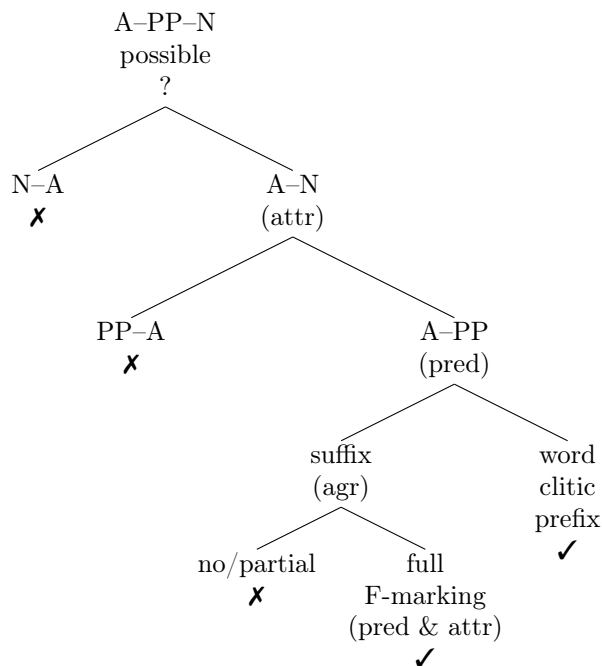 A–PP–N
possible
?
N–A
✗
A–N
(attr)
PP–A
✗
A–PP
(pred)
suffix
(agr)
word
clitic
prefix
✓
no/partial
✗
full
F-marking
(pred & attr)
✓